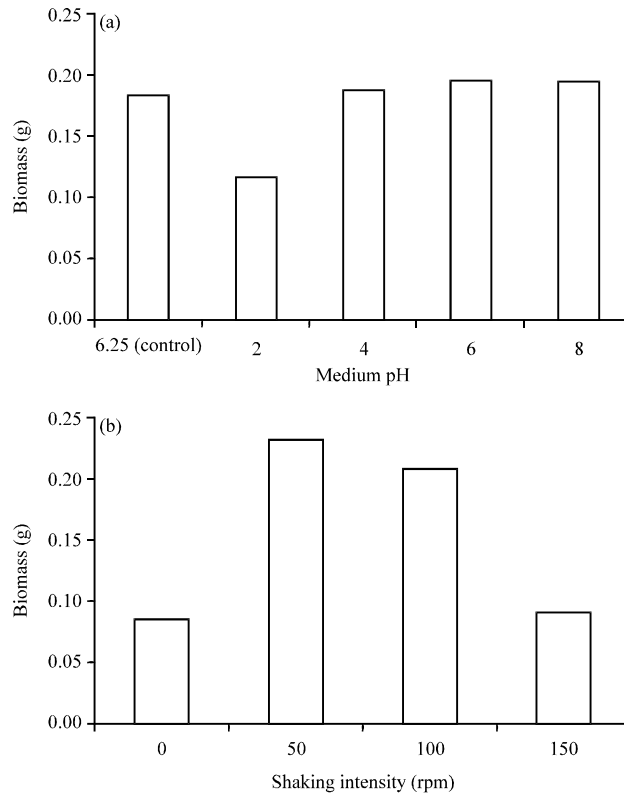 (a)
0.25
0.20
0.15
0.10
0.05
0.00
Biomass (g)
6.25 (control) 2 4 6 8
Medium pH
(b)
0.25
0.20
0.15
0.10
0.05
0.00
Biomass (g)
0 50 100 150
Shaking intensity (rpm)